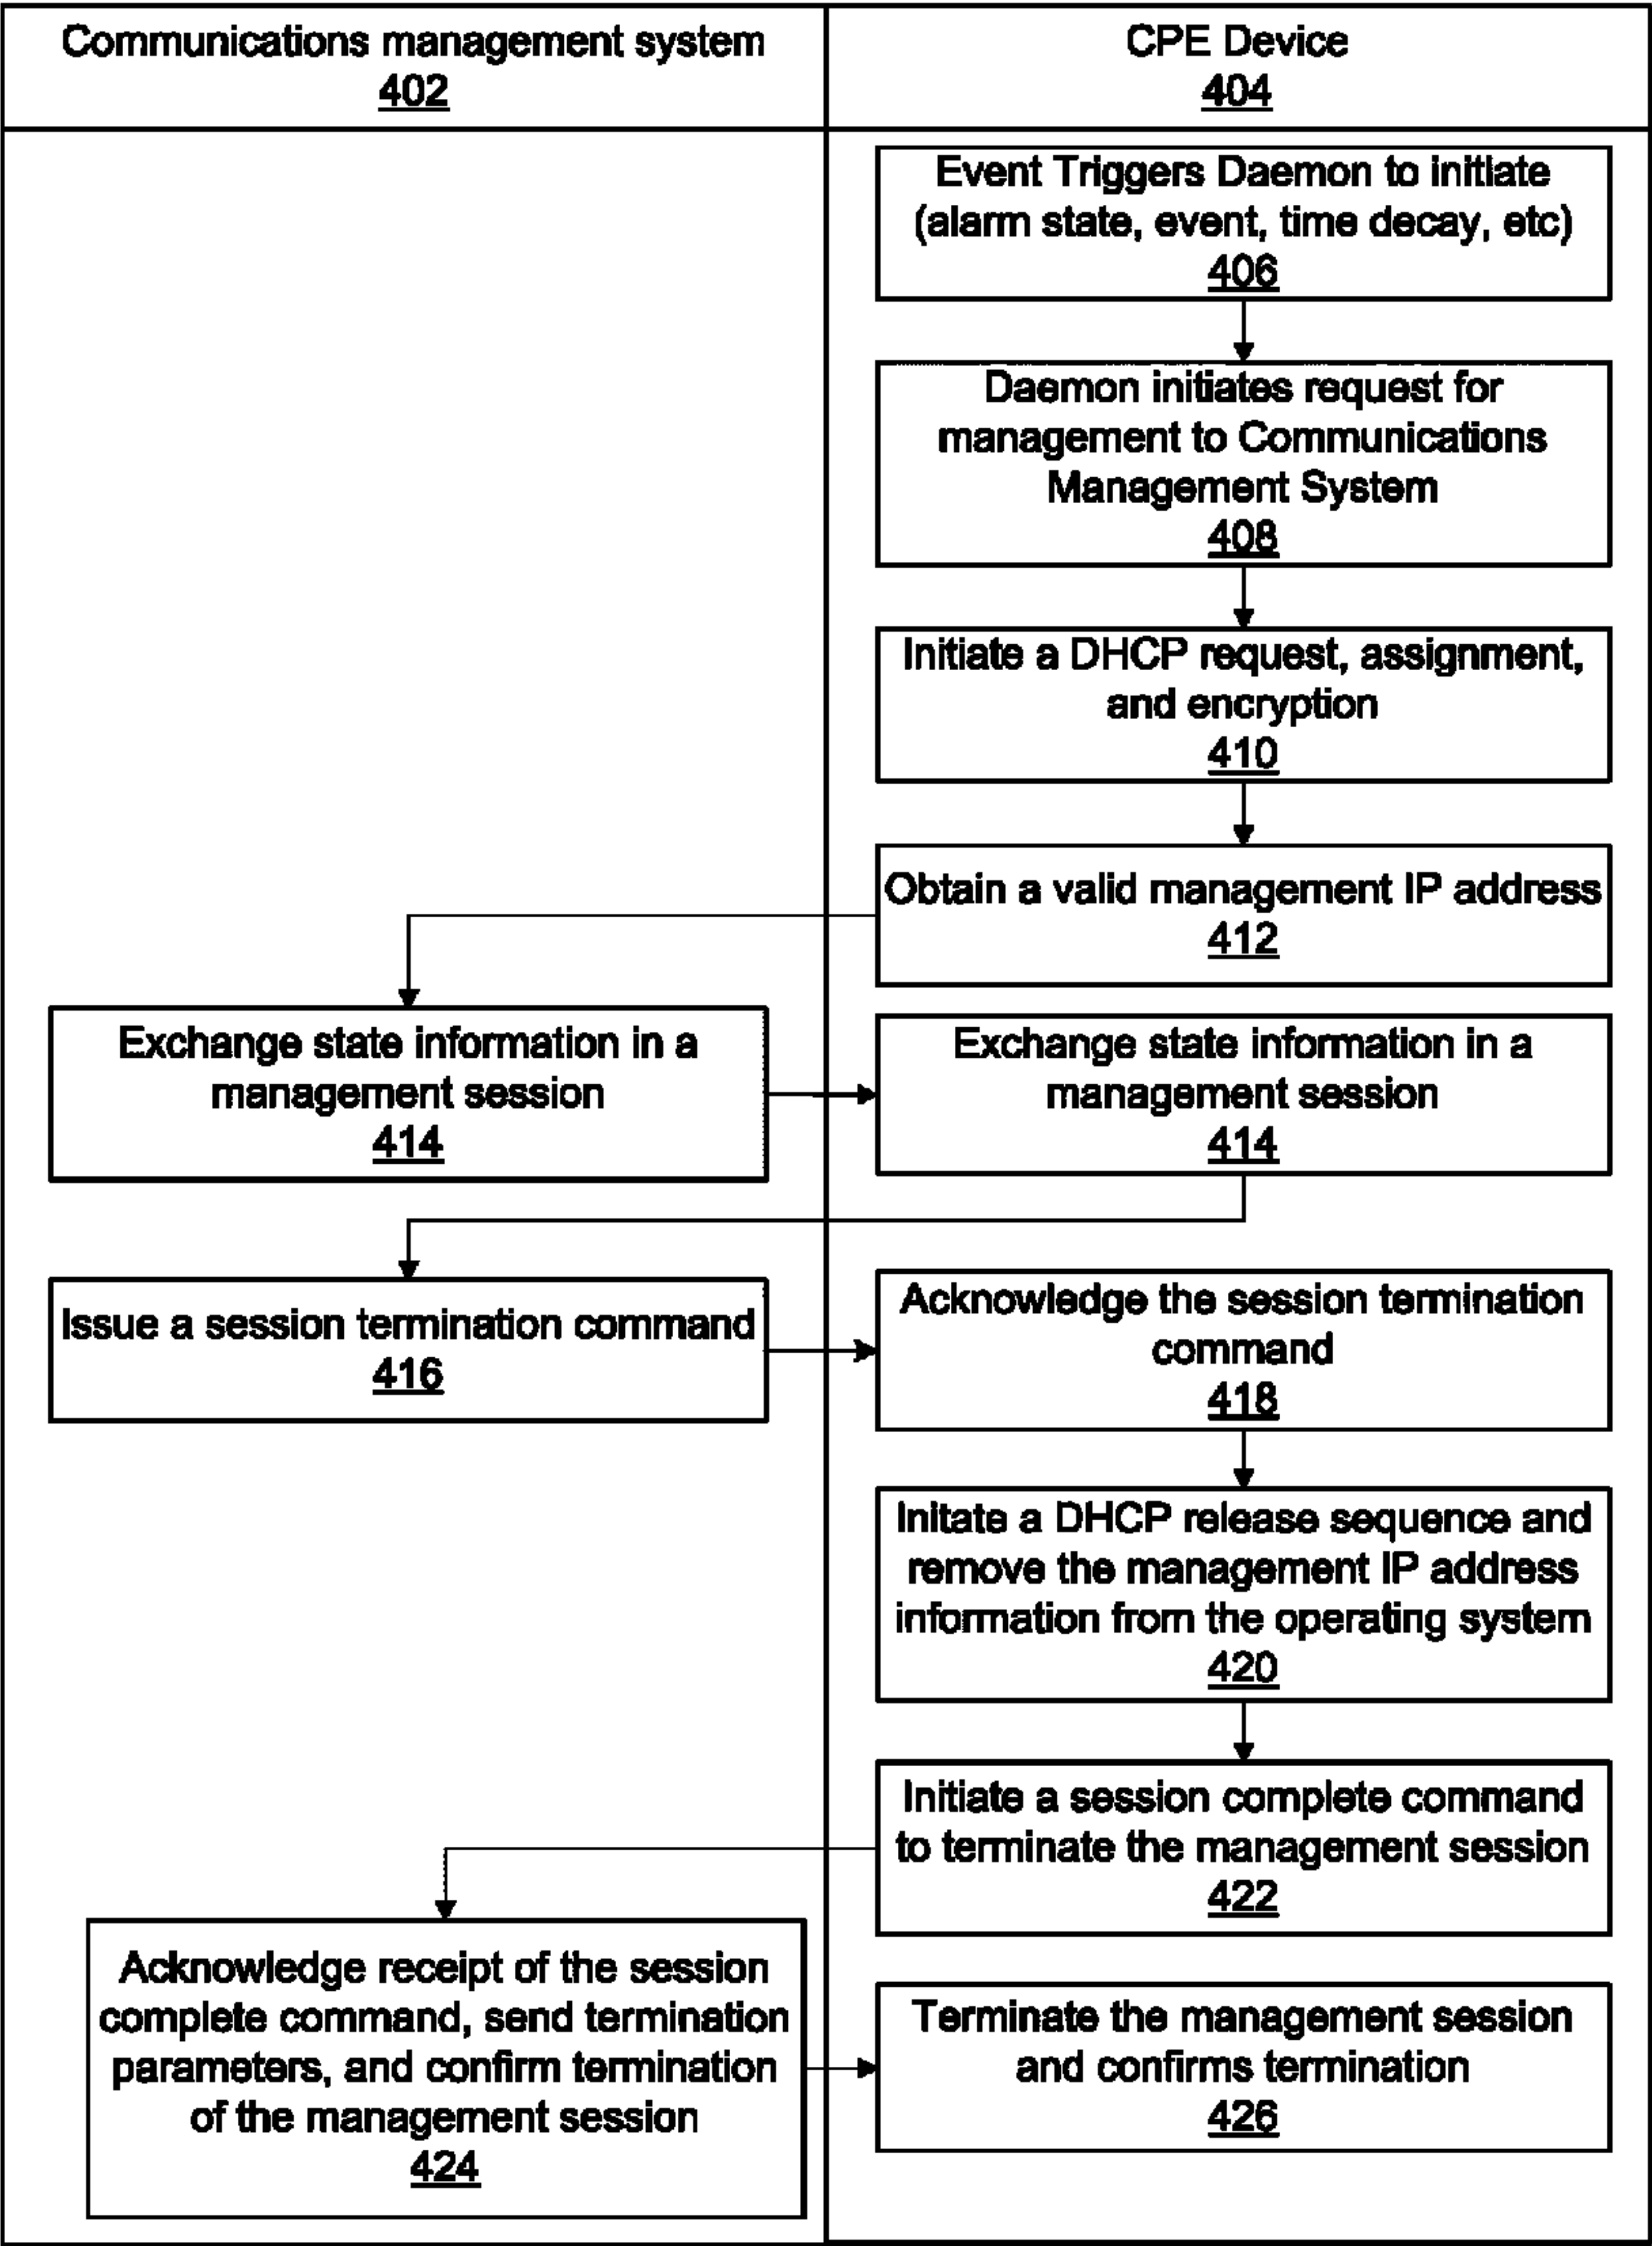 Communications management system
402
CPE Device
404
Event Triggers Daemon to initiate
(alarm state, event, time decay, etc)
406
Daemon initiates request for
management to Communications
Management System
408
Initiate a DHCP request, assignment,
and encryption
410
Obtain a valid management IP address
412
Exchange state information in a
management session
414
Exchange state information in a
management session
414
Issue a session termination command
416
Acknowledge the session termination
command
418
Initate a DHCP release sequence and
remove the management IP address
information from the operating system
420
Initiate a session complete command
to terminate the management session
422
Acknowledge receipt of the session
complete command, send termination
parameters, and confirm termination
of the management session
424
Terminate the management session
and confirms termination
426